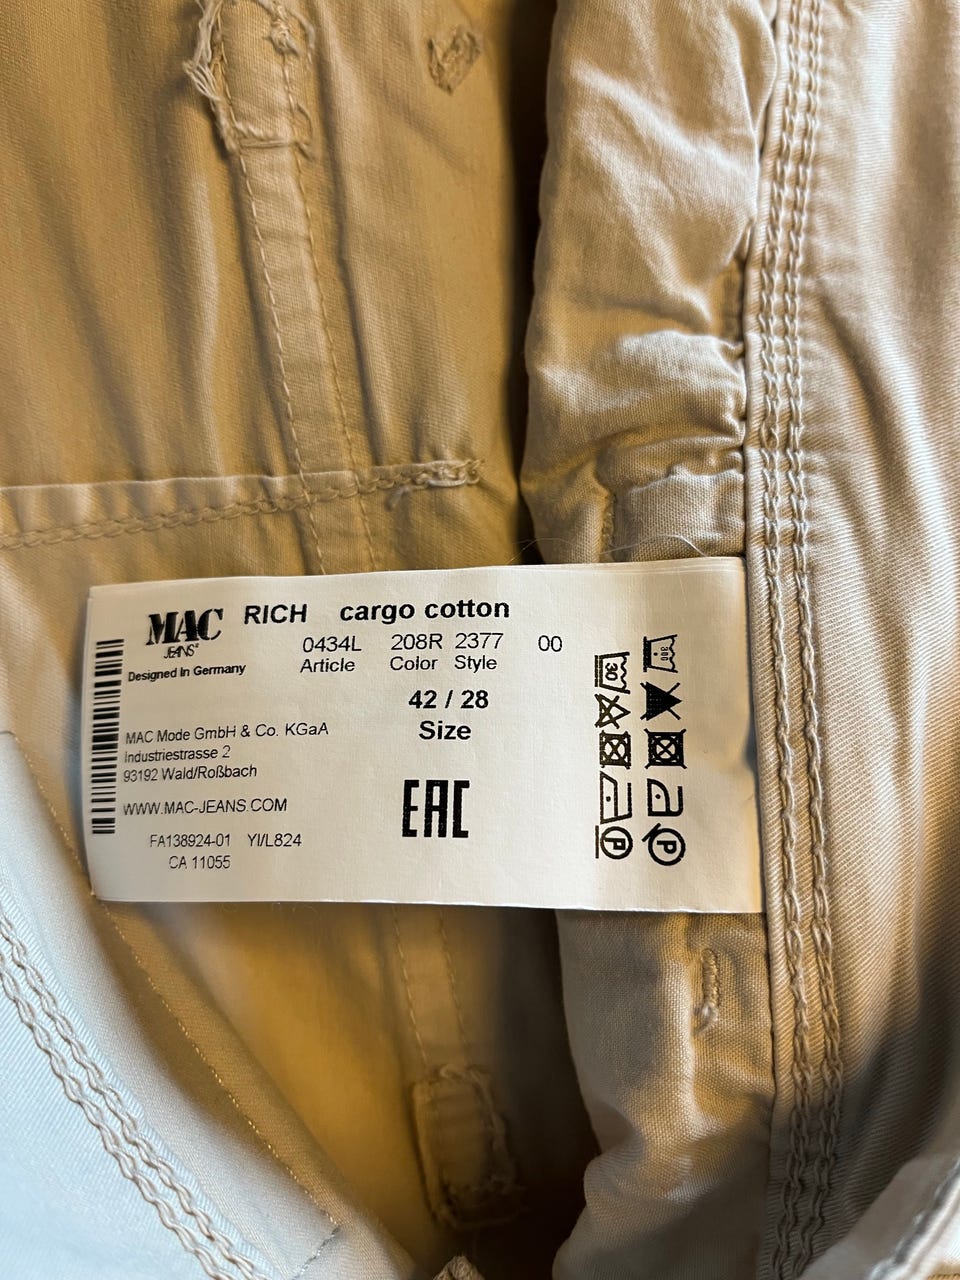 MAC RICH cargo cotton
JEANS
Designed In Germany
0434L 208R 2377 00
Article Color Style
42 / 28
Size
MAC Mode GmbH & Co. KGaA
Industriestrasse 2
93192 Wald/Roßbach
WWW.MAC-JEANS.COM
EAC
FA138924-01 YI/L824
CA 11055
30
P
P